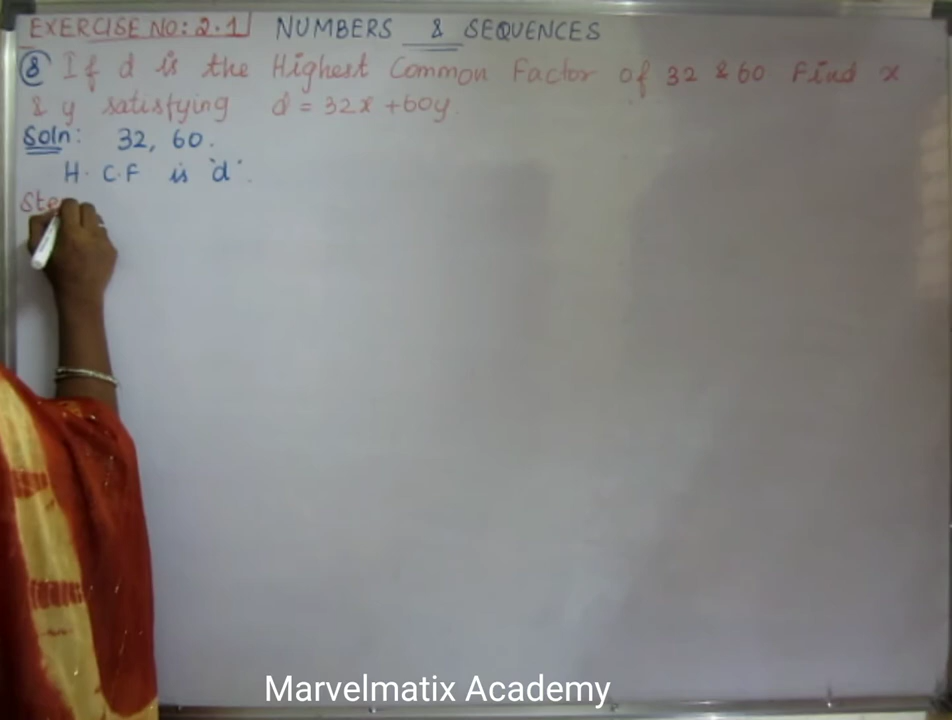 EXERCISE NO: 2.1 NUMBERS & SEQUENCES
8 If d is the Highest Common Factor of 32 & 60 Find x
& y satisfying d = 32x + 60y.
Soln: 32, 60.
H.C.F is 'd'.
Ste
Marvelmatix Academy